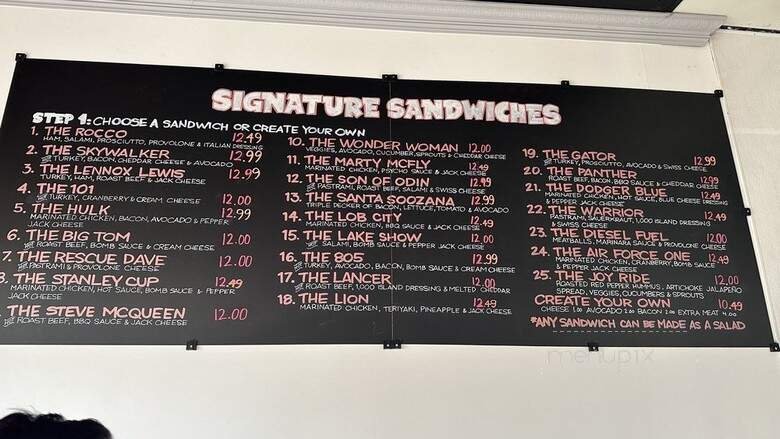 SIGNATURE SANDWICHES
STEP 1: CHOOSE A SANDWICH OR CREATE YOUR OWN
1. THE ROCCO 12.49
HAM, SALAMI, PROSCIUTTO, PROVOLONE & ITALIAN DRESSING
2. THE SKYWALKER 12.99
TURKEY, BACON, CHEDDAR CHEESE & AVOCADO
3. THE LENNOX LEWIS 12.99
TURKEY, HAM, ROAST BEEF & JACK CHEESE
4. THE 101 12.00
TURKEY, CRANBERRY & CREAM CHEESE
5. THE HULK 12.99
MARINATED CHICKEN, BACON, AVOCADO & PEPPER
JACK CHEESE
6. THE BIG TOM 12.00
ROAST BEEF, BOMB SAUCE & CREAM CHEESE
7. THE RESCUE DAVE 12.00
PASTRAMI & PROVOLONE CHEESE
THE STANLEY CUP 12.49
MARINATED CHICKEN, HOT SAUCE, BOMB SAUCE & PEPPER
JACK CHEESE
THE STEVE MCQUEEN 12.00
ROAST BEEF, BBQ SAUCE & JACK CHEESE
10. THE WONDER WOMAN 12.00
VEGGIES, AVOCADO, CUCUMBER, SPROUTS & CHEDDAR CHEESE
11. THE MARTY MCFLY 12.49
MARINATED CHICKEN, PSYCHO SAUCE & JACK CHEESE
12. THE SON OF ODIN 12.99
PASTRAMI, ROAST BEEF, SALAMI & SWISS CHEESE
13. THE SANTA SOOZANA 12.99
TRIPLE DECKER OF BACON, LETTUCE, TOMATO & AVOCADO
14. THE LOB CITY 12.49
MARINATED CHICKEN, BBQ SAUCE & JACK CHEESE
15. THE LAKE SHOW 12.00
SALAMI, BOMB SAUCE & PEPPER JACK CHEESE
16. THE 805 12.99
TURKEY, AVOCADO, BACON, BOMB SAUCE & CREAM CHEESE
17. THE LANCER 12.00
ROAST BEEF, 1,000 ISLAND DRESSING & MELTED CHEDDAR
18. THE LION 12.49
MARINATED CHICKEN, TERIYAKI, PINEAPPLE & JACK CHEESE
19. THE GATOR 12.99
TURKEY, PROSCIUTTO, AVOCADO & SWISS CHEESE
20. THE PANTHER 12.99
ROAST BEEF, BACON, BBQ SAUCE & CHEDDAR CHEESE
21. THE DODGER BLUE 12.49
MARINATED CHICKEN, HOT SAUCE, BLUE CHEESE DRESSING
& PEPPER JACK CHEESE
22. THE WARRIOR 12.49
PASTRAMI, SAUERKRAUT, 1,000 ISLAND DRESSING
& SWISS CHEESE
23. THE DIESEL FUEL 12.00
MEATBALLS, MARINARA SAUCE & PROVOLONE CHEESE
24. THE AIR FORCE ONE 12.49
MARINATED CHICKEN, CRANBERRY, BOMB SAUCE
& PEPPER JACK CHEESE
25. THE JOY RIDE 12.00
ROASTED RED PEPPER HUMMUS, ARTICHOKE JALAPEÑO
SPREAD, VEGGIES, CUCUMBERS & SPROUTS
CREATE YOUR OWN 10.49
CHEESE 1.00 AVOCADO 2.00 BACON 2.00 EXTRA MEAT 4.00
*ANY SANDWICH CAN BE MADE AS A SALAD
menupix